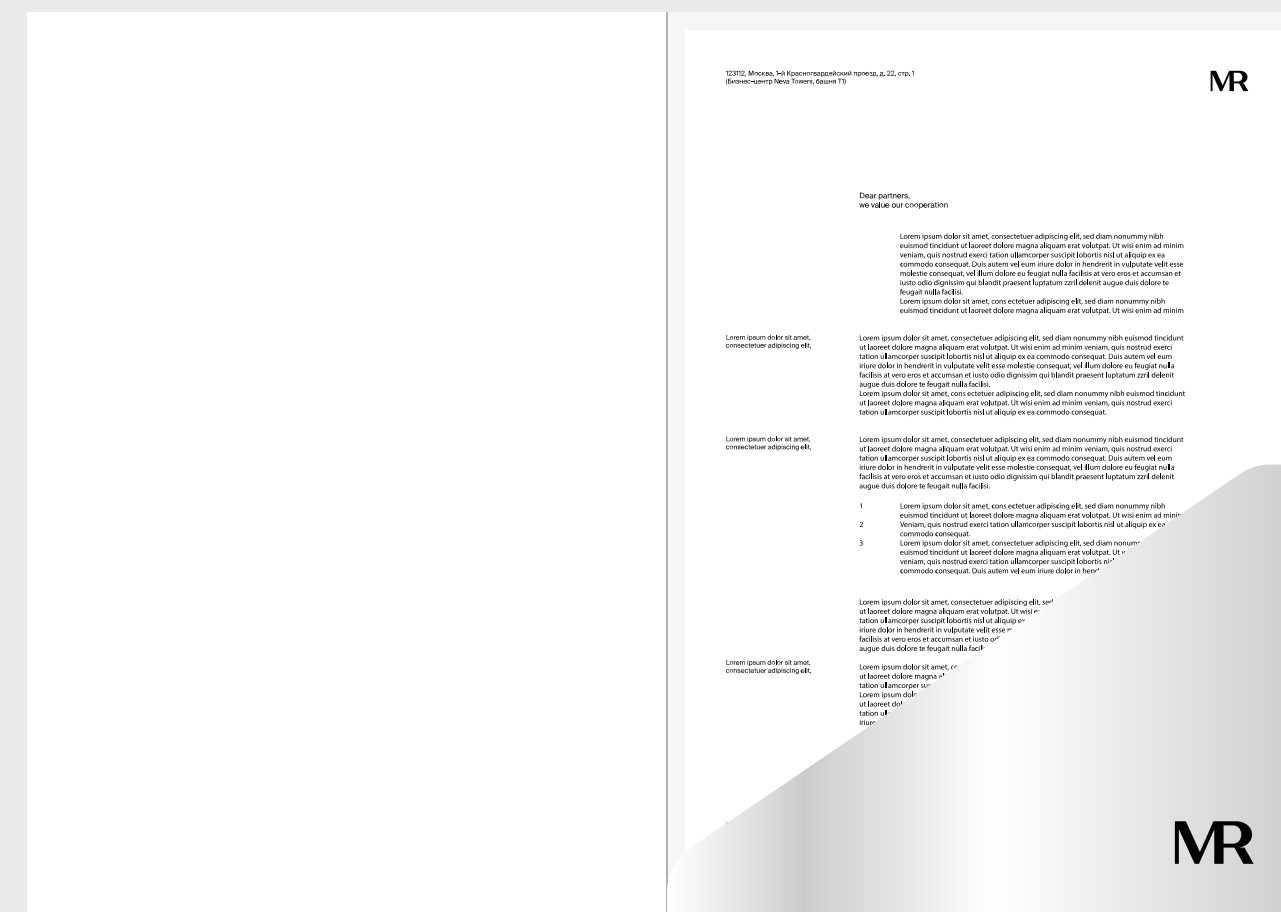 123112, Москва, 1-й Красногвардейский проезд, д. 22, стр. 1
(Бизнес-центр Neva Towers, башня Т1)
MR
Dear partners,
we value our cooperation
Lorem ipsum dolor sit amet, consectetuer adipiscing elit, sed diam nonummy nibh
euismod tincidunt ut laoreet dolore magna aliquam erat volutpat. Ut wisi enim ad minim
veniam, quis nostrud exerci tation ullamcorper suscipit lobortis nisl ut aliquip ex ea
commodo consequat. Duis autem vel eum iriure dolor in hendrerit in vulputate velit esse
molestie consequat, vel illum dolore eu feugiat nulla facilisis at vero eros et accumsan et
iusto odio dignissim qui blandit praesent luptatum zzril delenit augue duis dolore te
feugait nulla facilisi.
Lorem ipsum dolor sit amet, cons ectetuer adipiscing elit, sed diam nonummy nibh
euismod tincidunt ut laoreet dolore magna aliquam erat volutpat. Ut wisi enim ad minim
Lorem ipsum dolor sit amet,
consectetuer adipiscing elit,
Lorem ipsum dolor sit amet, consectetuer adipiscing elit, sed diam nonummy nibh euismod tincidunt
ut laoreet dolore magna aliquam erat volutpat. Ut wisi enim ad minim veniam, quis nostrud exerci
tation ullamcorper suscipit lobortis nisl ut aliquip ex ea commodo consequat. Duis autem vel eum
iriure dolor in hendrerit in vulputate velit esse molestie consequat, vel illum dolore eu feugiat nulla
facilisis at vero eros et accumsan et iusto odio dignissim qui blandit praesent luptatum zzril delenit
augue duis dolore te feugait nulla facilisi.
Lorem ipsum dolor sit amet, cons ectetuer adipiscing elit, sed diam nonummy nibh euismod tincidunt
ut laoreet dolore magna aliquam erat volutpat. Ut wisi enim ad minim veniam, quis nostrud exerci
tation ullamcorper suscipit lobortis nisl ut aliquip ex ea commodo consequat.
Lorem ipsum dolor sit amet,
consectetuer adipiscing elit,
Lorem ipsum dolor sit amet, consectetuer adipiscing elit, sed diam nonummy nibh euismod tincidunt
ut laoreet dolore magna aliquam erat volutpat. Ut wisi enim ad minim veniam, quis nostrud exerci
tation ullamcorper suscipit lobortis nisl ut aliquip ex ea commodo consequat. Duis autem vel eum
iriure dolor in hendrerit in vulputate velit esse molestie consequat, vel illum dolore eu feugiat nulla
facilisis at vero eros et accumsan et iusto odio dignissim qui blandit praesent luptatum zzril delenit
augue duis dolore te feugait nulla facilisi.
1 Lorem ipsum dolor sit amet, cons ectetuer adipiscing elit, sed diam nonummy nibh
euismod tincidunt ut laoreet dolore magna aliquam erat volutpat. Ut wisi enim ad
2 Veniam, quis nostrud exerci tation ullamcorper suscipit lobortis nisl ut aliquip ex ea
commodo consequat.
3 Lorem ipsum dolor sit amet, consectetuer adipiscing elit, sed diam
euismod tincidunt ut laoreet dolore magna aliquam erat volutpat. Ut
veniam, quis nostrud exerci tation ullamcorper suscipit lobortis
commodo consequat. Duis autem vel eum iriure dolor in
Lorem ipsum dolor sit amet, consectetuer adipiscing elit, sed
ut laoreet dolore magna aliquam erat volutpat. Ut wisi
tation ullamcorper suscipit lobortis nisl ut aliquip
iriure dolor in hendrerit in vulputate velit esse
facilisis at vero eros et accumsan et iusto
augue duis dolore te feugait nulla
Lorem ipsum dolor sit amet,
consectetuer adipiscing elit,
Lorem ipsum dolor sit amet,
ut laoreet dolore magna
tation ullamcorper
Lorem ipsum
ut laoreet
tation
MR